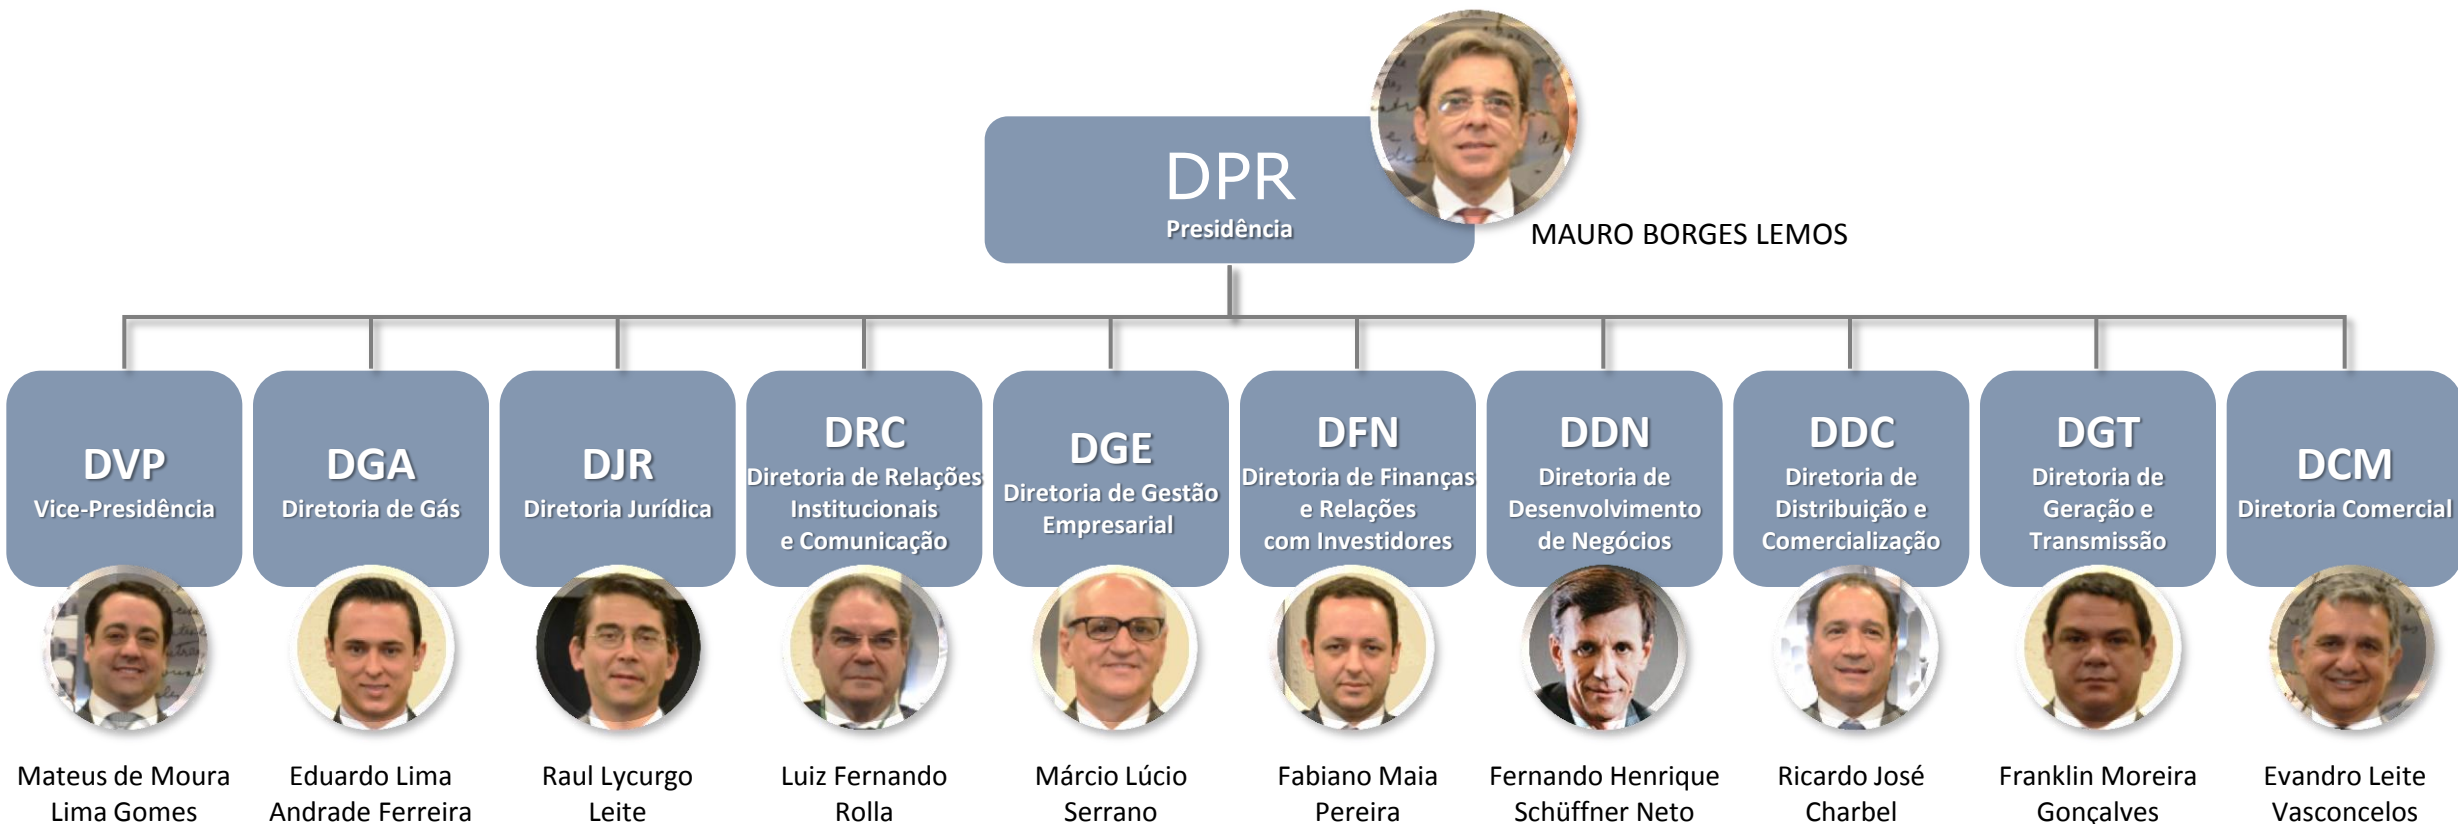 DPR
Presidência
MAURO BORGES LEMOS
DVP
Vice-Presidência
DGA
Diretoria de Gás
DJR
Diretoria Jurídica
DRC
Diretoria de Relações
Institucionais
e Comunicação
DGE
Diretoria de Gestão
Empresarial
DFN
Diretoria de Finanças
e Relações
com Investidores
DDN
Diretoria de
Desenvolvimento
de Negócios
DDC
Diretoria de
Distribuição e
Comercialização
DGT
Diretoria de
Geração e
Transmissão
DCM
Diretoria Comercial
Mateus de Moura
Lima Gomes
Eduardo Lima
Andrade Ferreira
Raul Lycurgo
Leite
Luiz Fernando
Rolla
Márcio Lúcio
Serrano
Fabiano Maia
Pereira
Fernando Henrique
Schüffner Neto
Ricardo José
Charbel
Franklin Moreira
Gonçalves
Evandro Leite
Vasconcelos